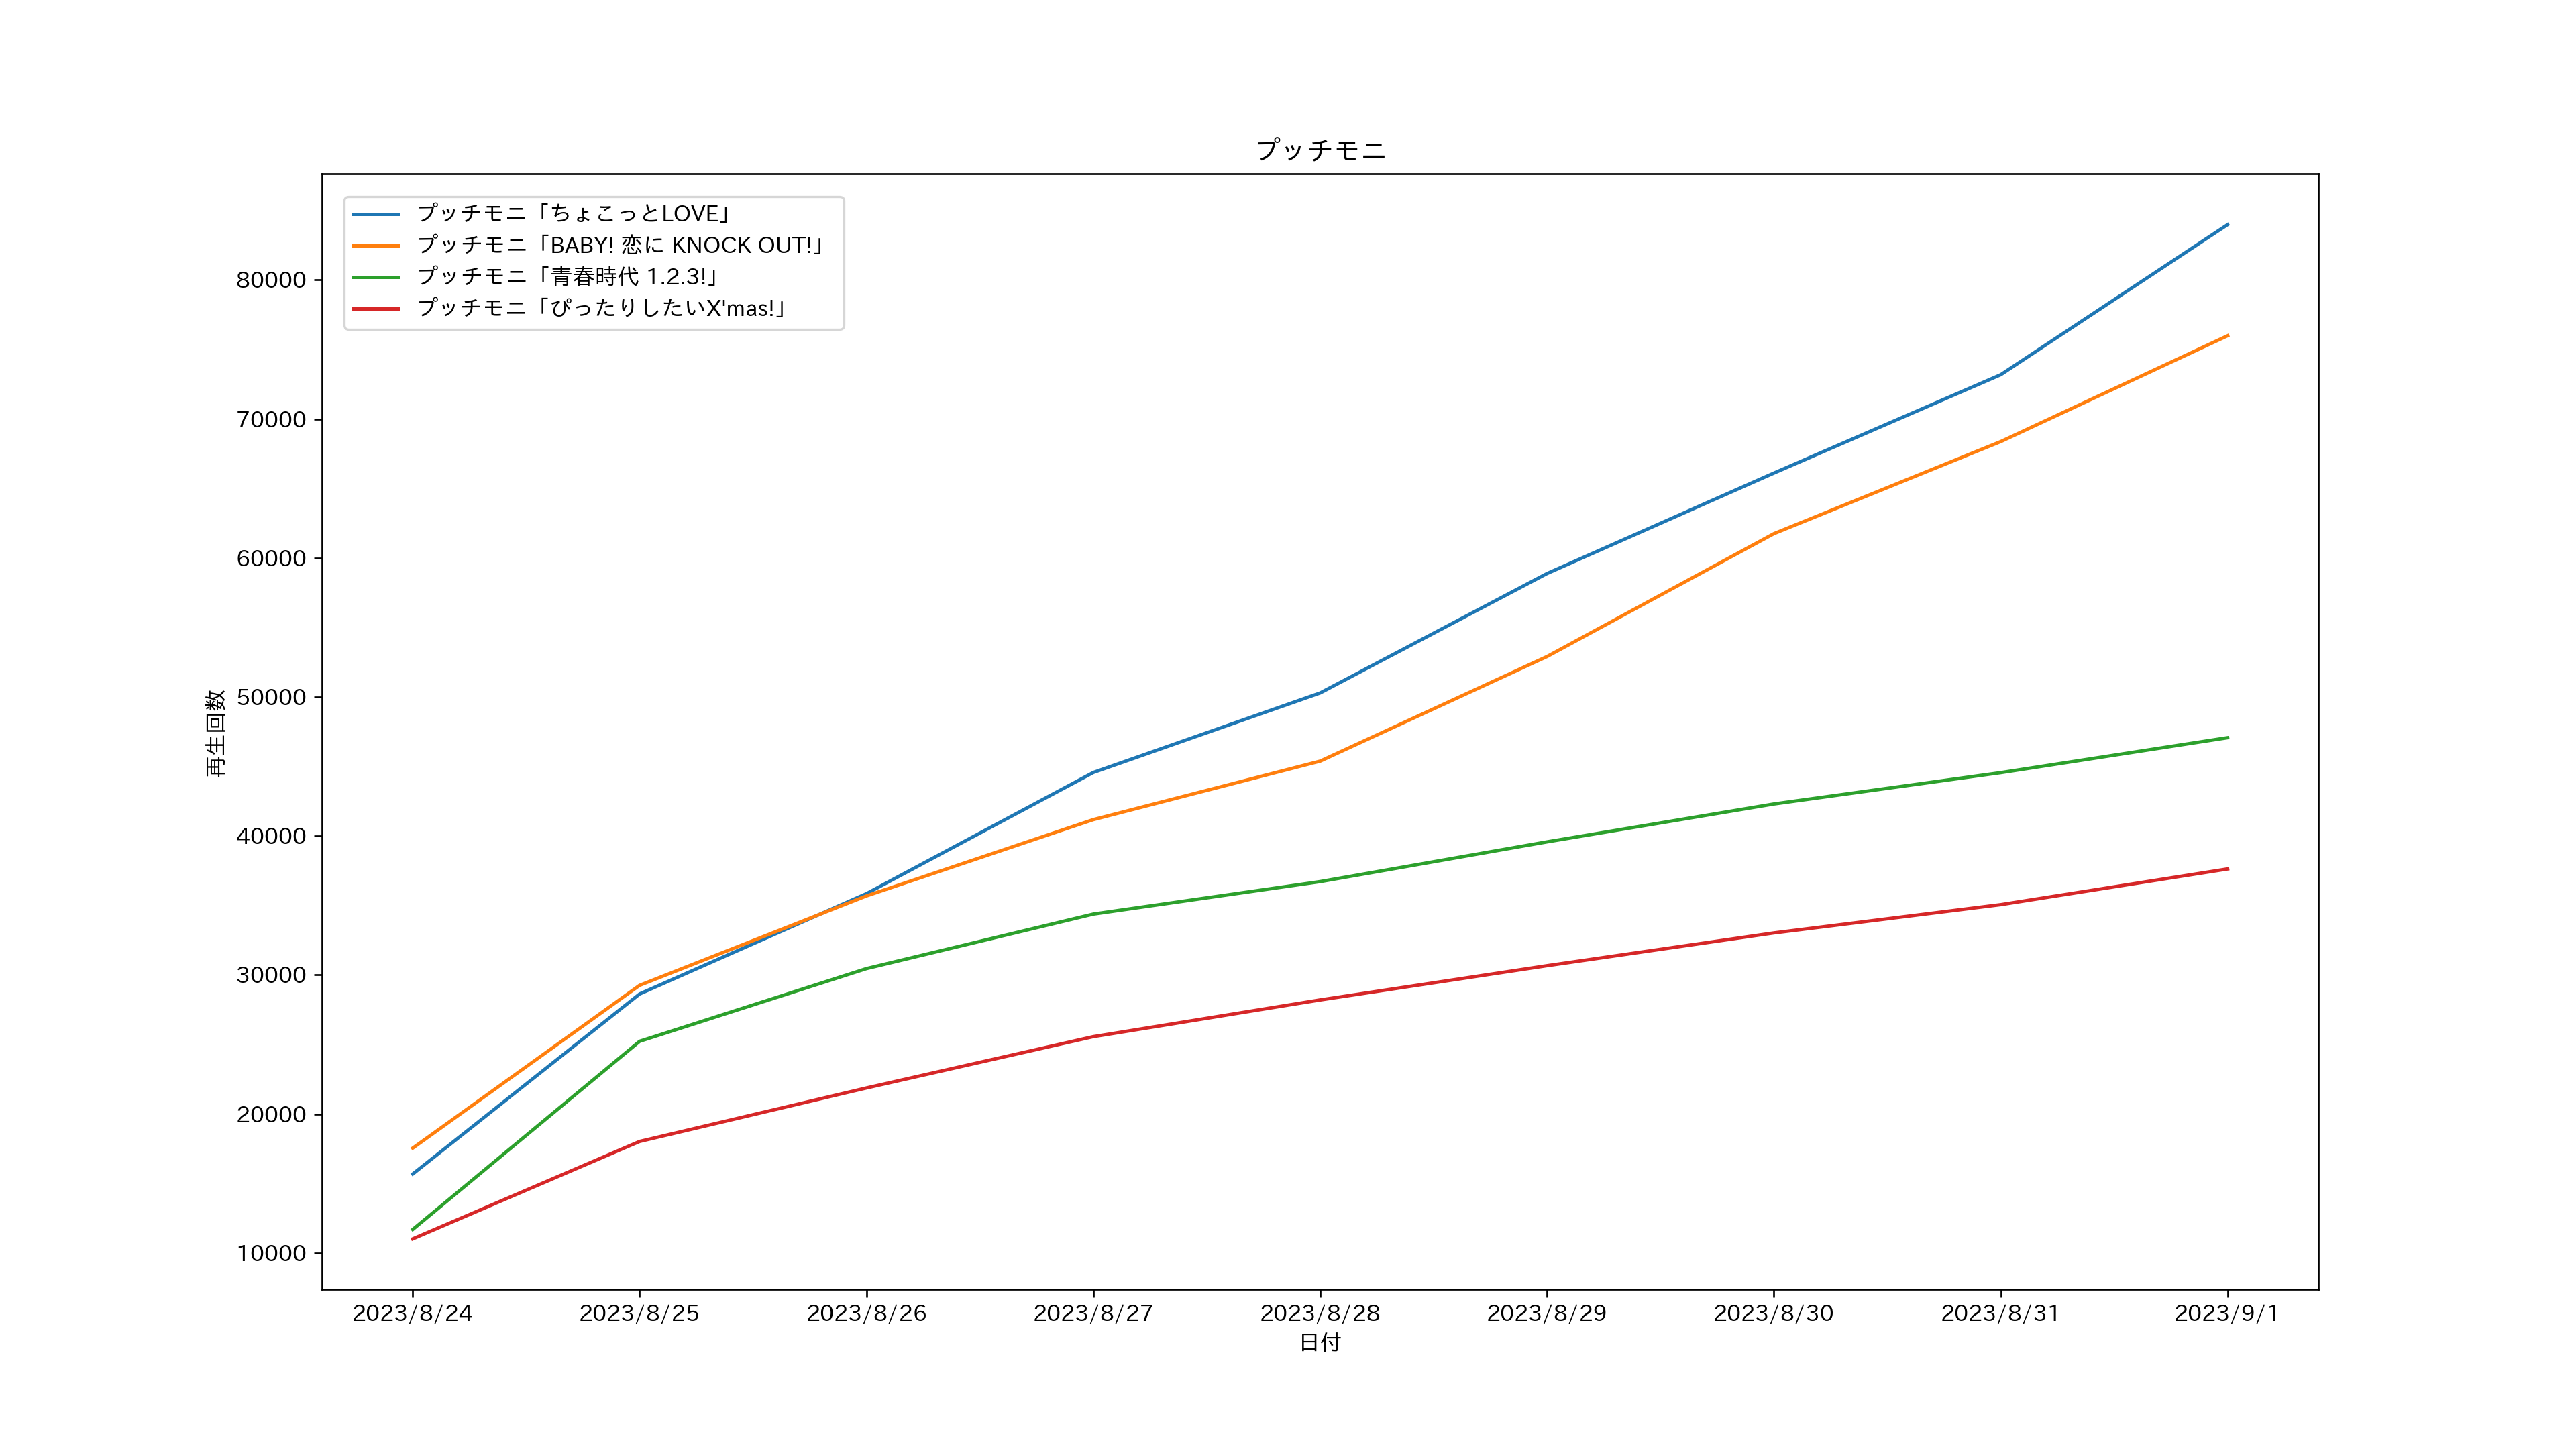 プッチモニ
プッチモニ「ちょこっとLOVE」
プッチモニ「BABY! 恋に KNOCK OUT!」
プッチモニ「青春時代 1.2.3!」
プッチモニ「ぴったりしたいX'mas!」
80000
70000
60000
50000
40000
30000
20000
10000
再生回数
2023/8/24 2023/8/25 2023/8/26 2023/8/27 2023/8/28 2023/8/29 2023/8/30 2023/8/31 2023/9/1
日付